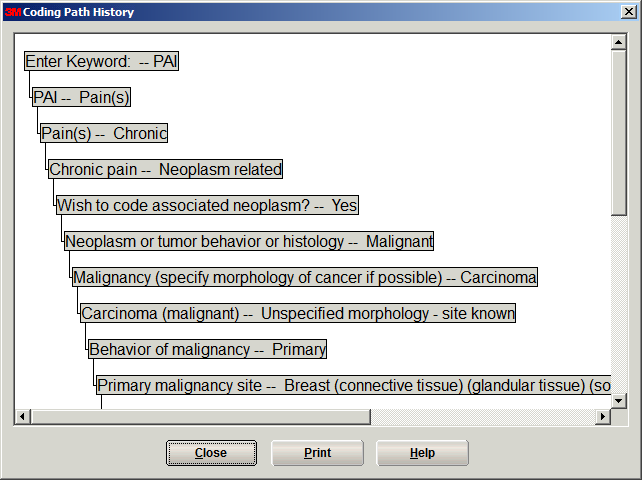 3M Coding Path History
Enter Keyword: -- PAI
PAI -- Pain(s)
Pain(s) -- Chronic
Chronic pain -- Neoplasm related
Wish to code associated neoplasm? -- Yes
Neoplasm or tumor behavior or histology -- Malignant
Malignancy (specify morphology of cancer if possible) -- Carcinoma
Carcinoma (malignant) -- Unspecified morphology - site known
Behavior of malignancy -- Primary
Primary malignancy site -- Breast (connective tissue) (glandular tissue) (so
Close Print Help